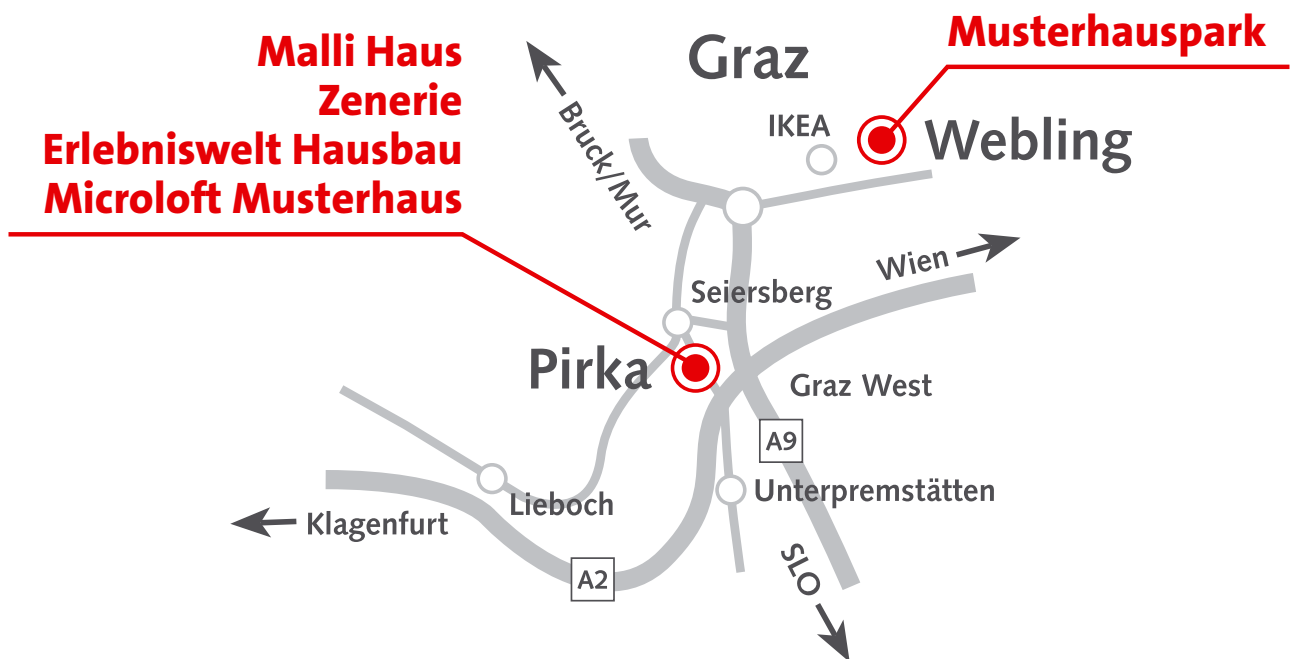 Malli Haus
Zenerie
Erlebniswelt Hausbau
Microloft Musterhaus
Graz
Musterhauspark
Bruck/Mur
IKEA
Webling
Wien
Seiersberg
Pirka
Graz West
A9
Lieboch
Unterpremstätten
Klagenfurt
A2
SLO